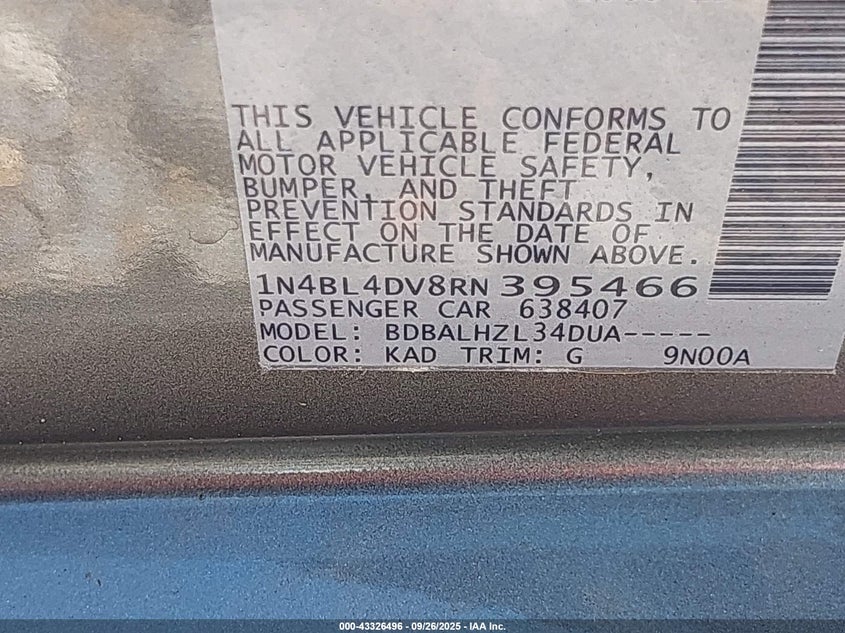 THIS VEHICLE CONFORMS TO
ALL APPLICABLE FEDERAL
MOTOR VEHICLE SAFETY,
BUMPER, AND THEFT
PREVENTION STANDARDS IN
EFFECT ON THE DATE OF
MANUFACTURE SHOWN ABOVE.
1N4BL4DV8RN 395466
PASSENGER CAR 638407
MODEL: BDBALHZL34DUA-----
COLOR: KAD TRIM: G 9N00A
000-43326496 - 09/26/2025 - IAA Inc.